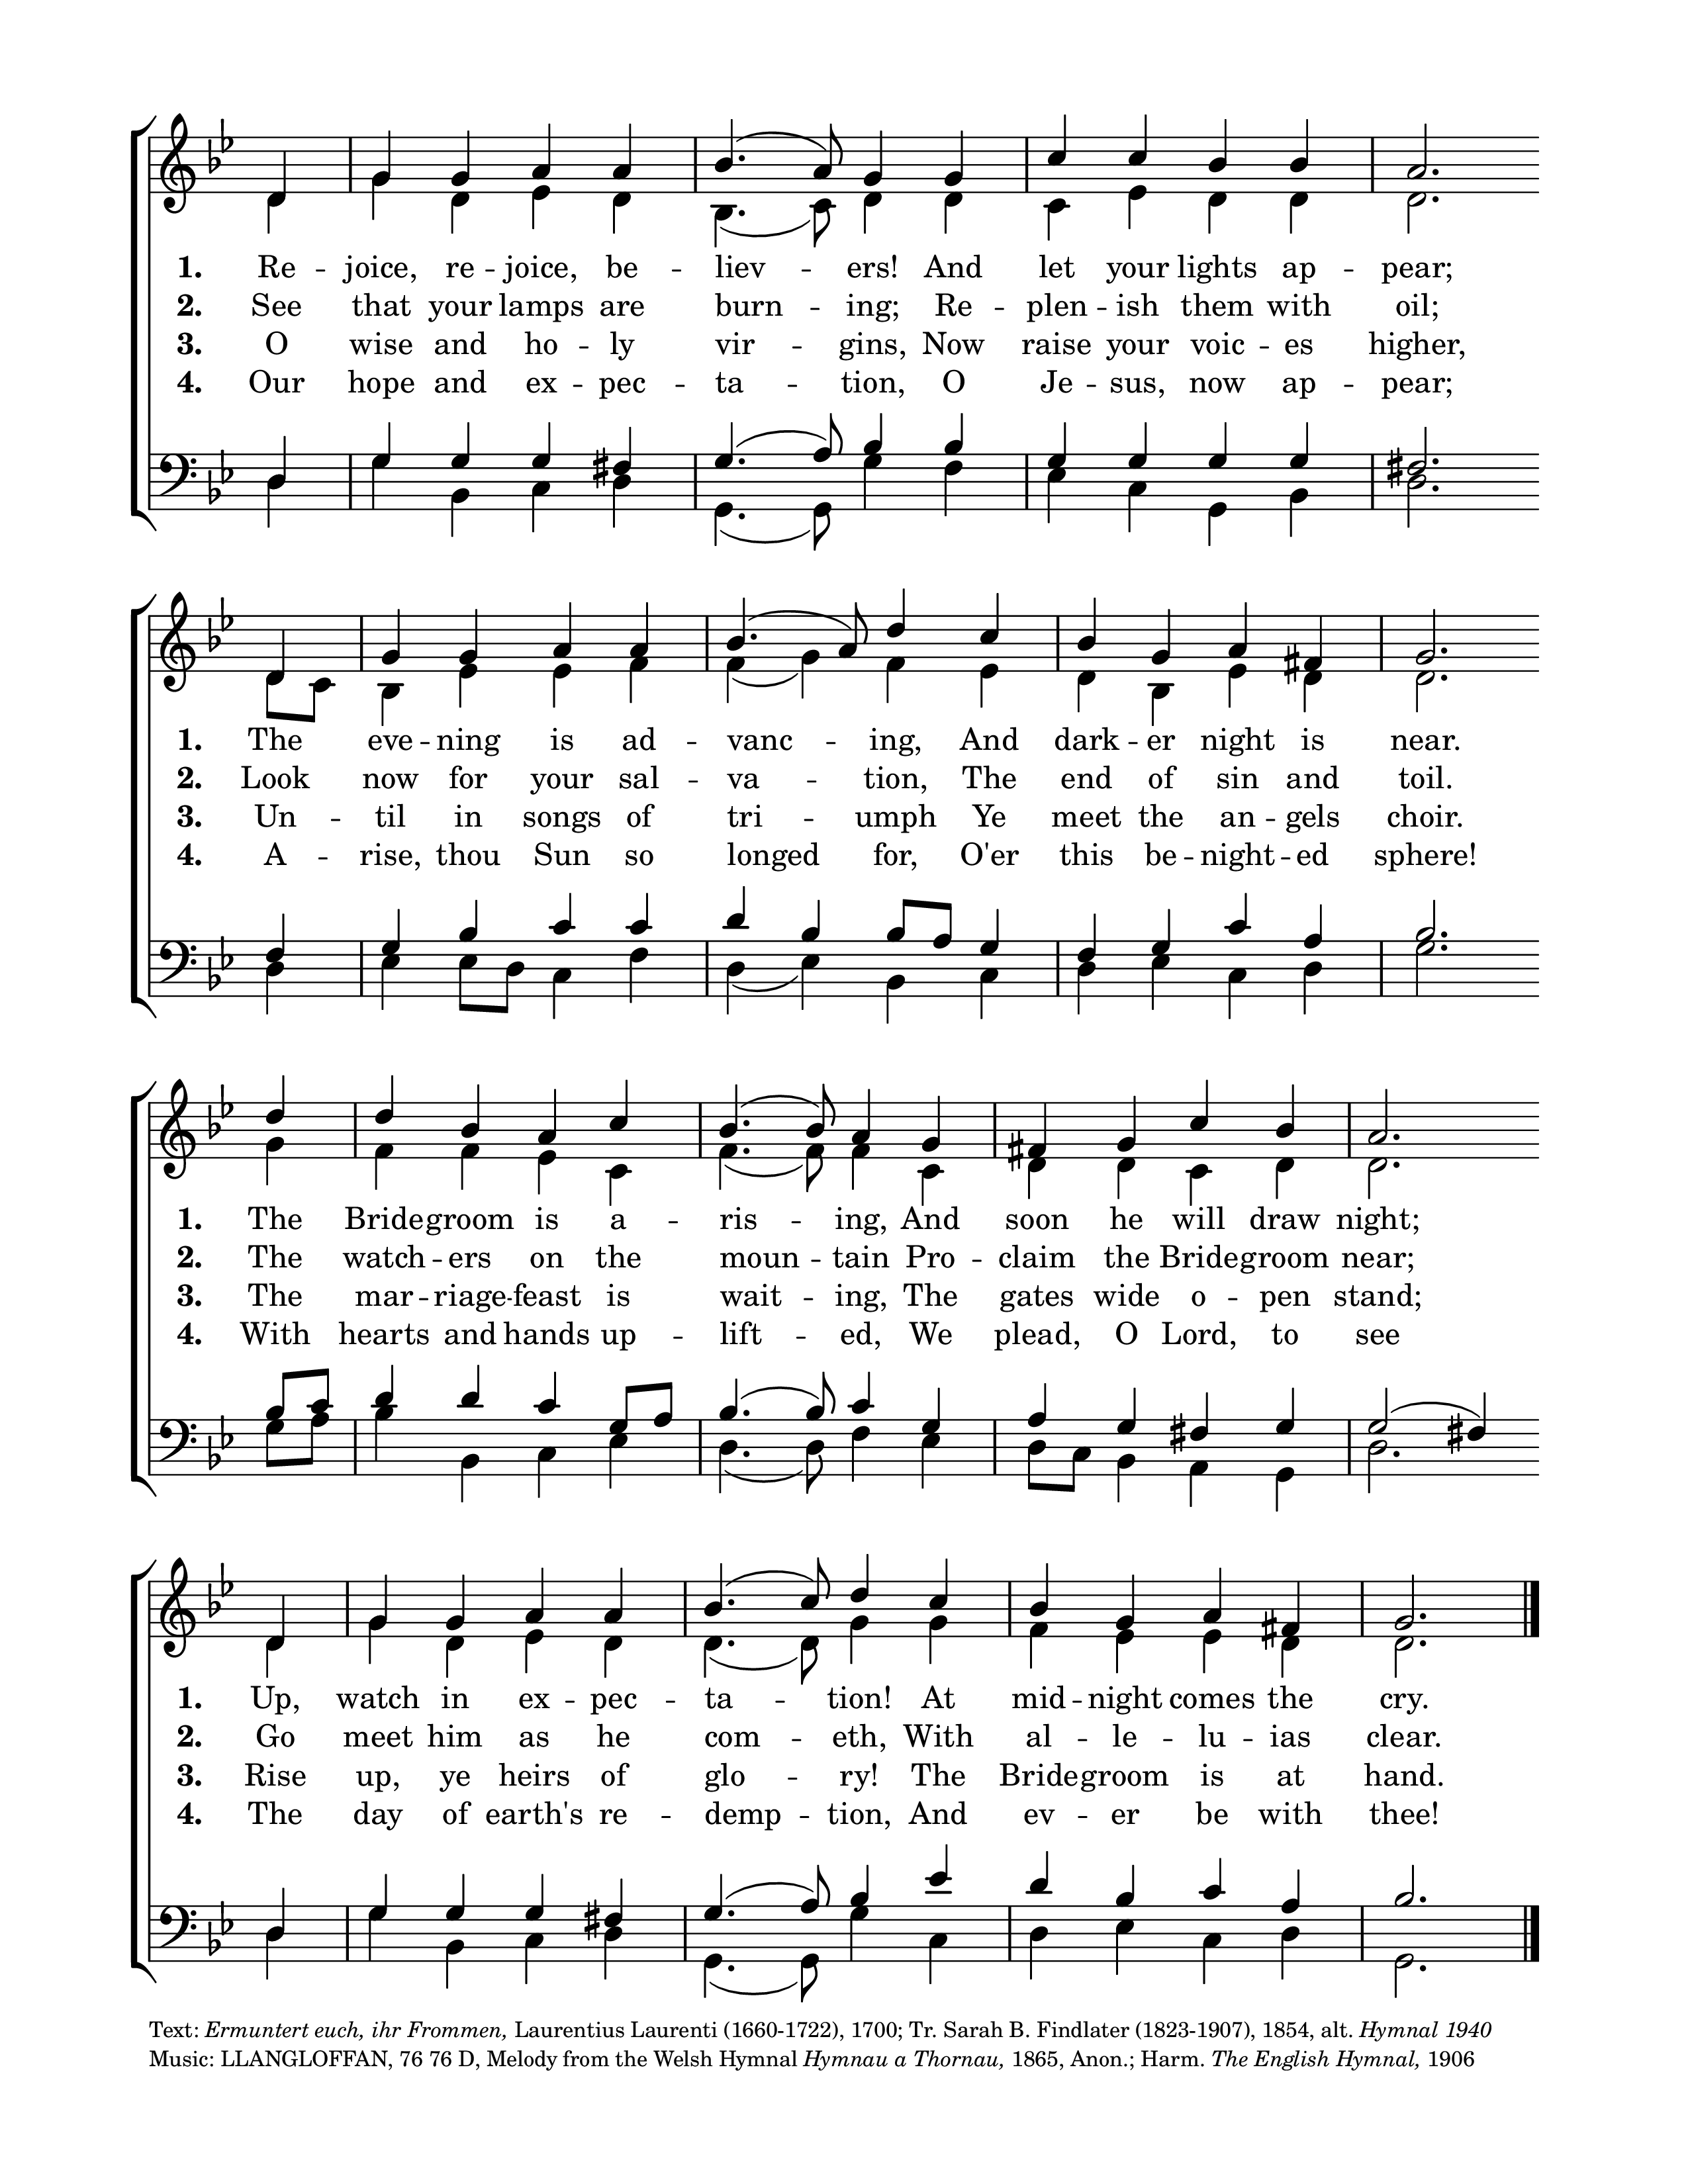 1. Re -- joice, re -- joice, be -- liev -- ers! And let your lights ap -- pear;
2. See that your lamps are burn -- ing; Re -- plen -- ish them with oil;
3. O wise and ho -- ly vir -- gins, Now raise your voic -- es higher,
4. Our hope and ex -- pec -- ta -- tion, O Je -- sus, now ap -- pear;
1. The eve -- ning is ad -- vanc -- ing, And dark -- er night is near.
2. Look now for your sal -- va -- tion, The end of sin and toil.
3. Un -- til in songs of tri -- umph Ye meet the an -- gels choir.
4. A -- rise, thou Sun so longed for, O'er this be -- night -- ed sphere!
1. The Bridegroom is a -- ris -- ing, And soon he will draw night;
2. The watch -- ers on the moun -- tain Pro -- claim the Bridegroom near;
3. The mar -- riage -- feast is wait -- ing, The gates wide o -- pen stand;
4. With hearts and hands up -- lift -- ed, We plead, O Lord, to see
1. Up, watch in ex -- pec -- ta -- tion! At mid -- night comes the cry.
2. Go meet him as he com -- eth, With al -- le -- lu -- ias clear.
3. Rise up, ye heirs of glo -- ry! The Bridegroom is at hand.
4. The day of earth's re -- demp -- tion, And ev -- er be with thee!
Text: Ermuntert euch, ihr Frommen, Laurentius Laurenti (1660-1722), 1700; Tr. Sarah B. Findlater (1823-1907), 1854, alt. Hymnal 1940
Music: LLANGLOFFAN, 76 76 D, Melody from the Welsh Hymnal Hymnau a Thornau, 1865, Anon.; Harm. The English Hymnal, 1906